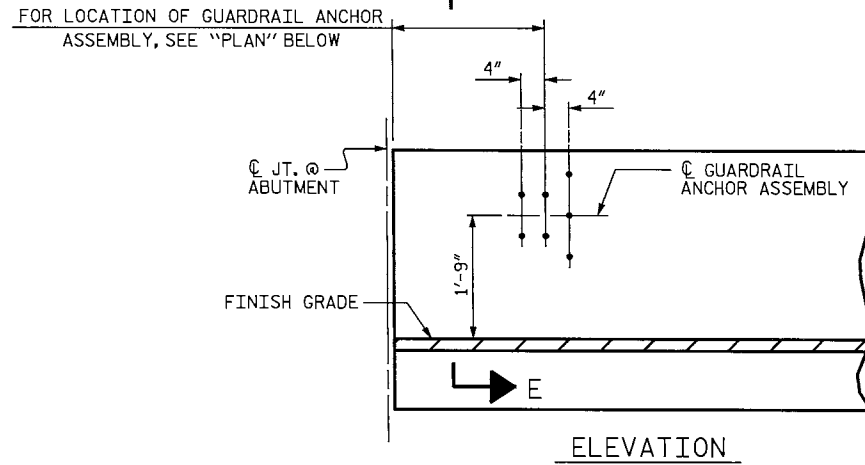 FOR LOCATION OF GUARDRAIL ANCHOR
ASSEMBLY, SEE "PLAN" BELOW
4"
4"
℄ JT. @
ABUTMENT
℄ GUARDRAIL
ANCHOR ASSEMBLY
1'-9"
FINISH GRADE
E
ELEVATION